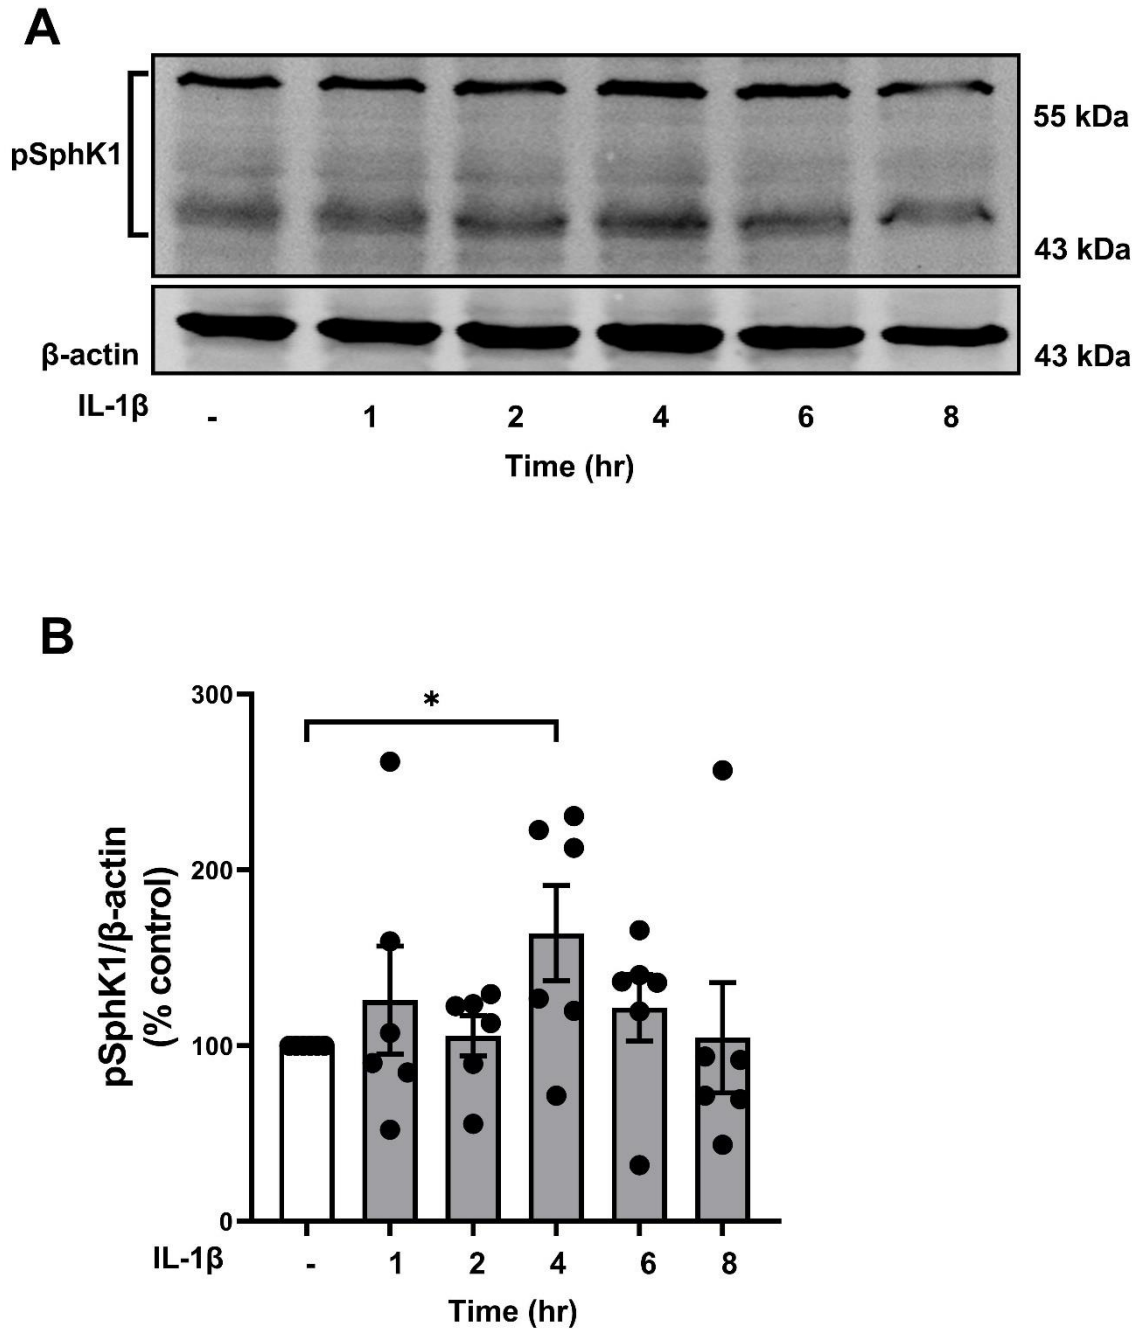 A
pSphK1
55 kDa
43 kDa
β-actin
43 kDa
IL-1β - 1 2 4 6 8
Time (hr)
B
*
300
200
100
0
pSphK1/β-actin
(% control)
IL-1β - 1 2 4 6 8
Time (hr)